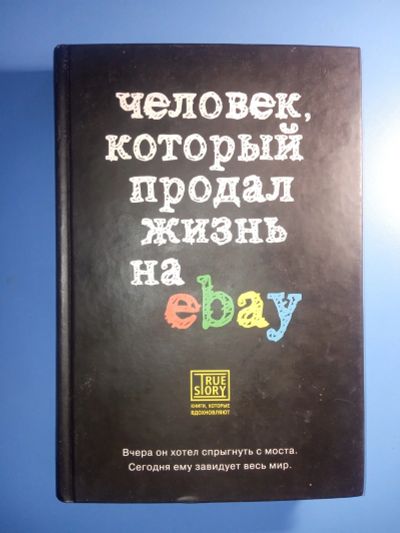 человек,
который
продал
жизнь
на
ebay
TRUE
STORY
КНИГИ, КОТОРЫЕ
ВДОХНОВЛЯЮТ
Вчера он хотел спрыгнуть с моста.
Сегодня ему завидует весь мир.